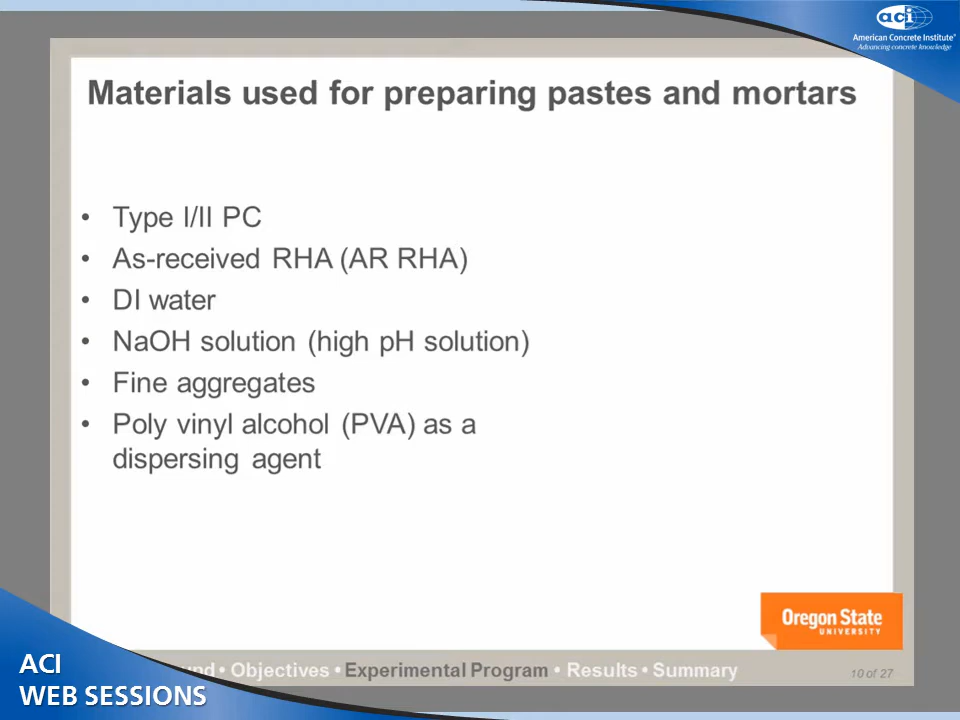 aci
American Concrete Institute®
Advancing concrete knowledge
Materials used for preparing pastes and mortars
• Type I/II PC
• As-received RHA (AR RHA)
• DI water
• NaOH solution (high pH solution)
• Fine aggregates
• Poly vinyl alcohol (PVA) as a
dispersing agent
Oregon State
UNIVERSITY
• Objectives • Experimental Program • Results • Summary
10 of 27
ACI
WEB SESSIONS